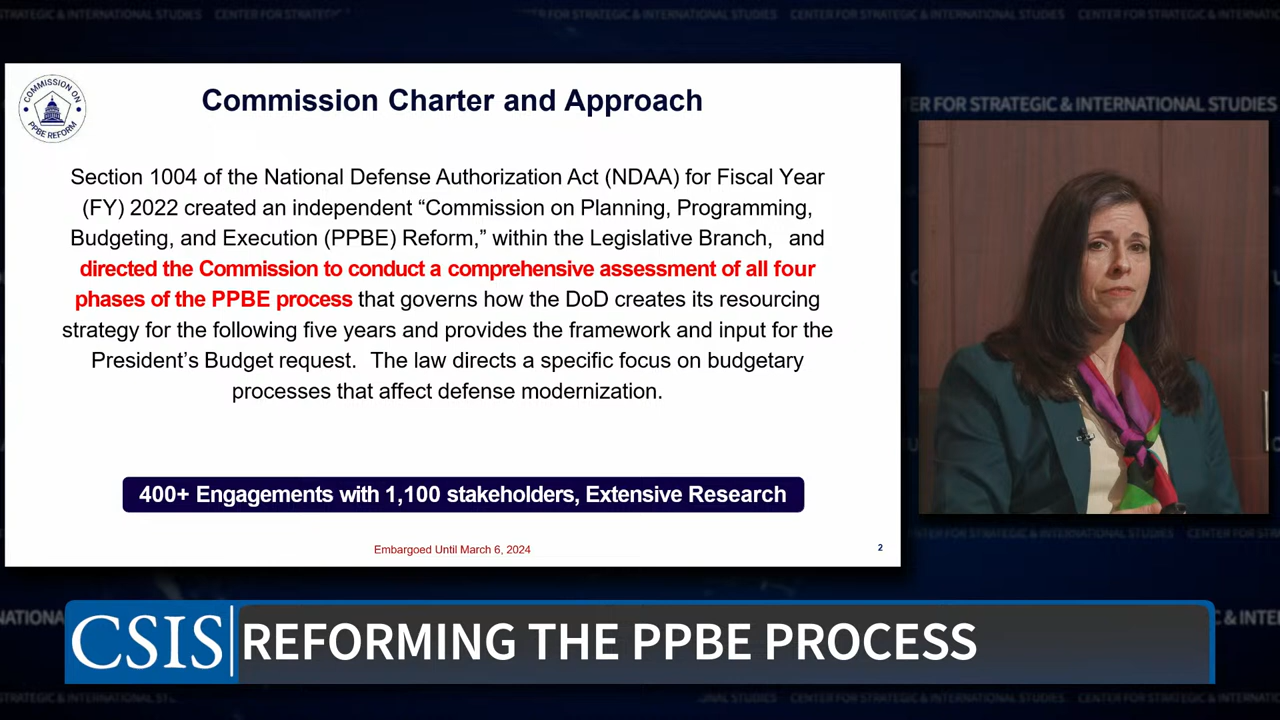 CENTER FOR STRATEGIC & INTERNATIONAL STUDIES
ER FOR STRATEGIC & INTERNATIONAL STUDIES
COMMISSION ON
PPBE REFORM
Commission Charter and Approach
Section 1004 of the National Defense Authorization Act (NDAA) for Fiscal Year
(FY) 2022 created an independent “Commission on Planning, Programming,
Budgeting, and Execution (PPBE) Reform,” within the Legislative Branch, and
directed the Commission to conduct a comprehensive assessment of all four
phases of the PPBE process that governs how the DoD creates its resourcing
strategy for the following five years and provides the framework and input for the
President’s Budget request. The law directs a specific focus on budgetary
processes that affect defense modernization.
400+ Engagements with 1,100 stakeholders, Extensive Research
Embargoed Until March 6, 2024
2
CSIS REFORMING THE PPBE PROCESS